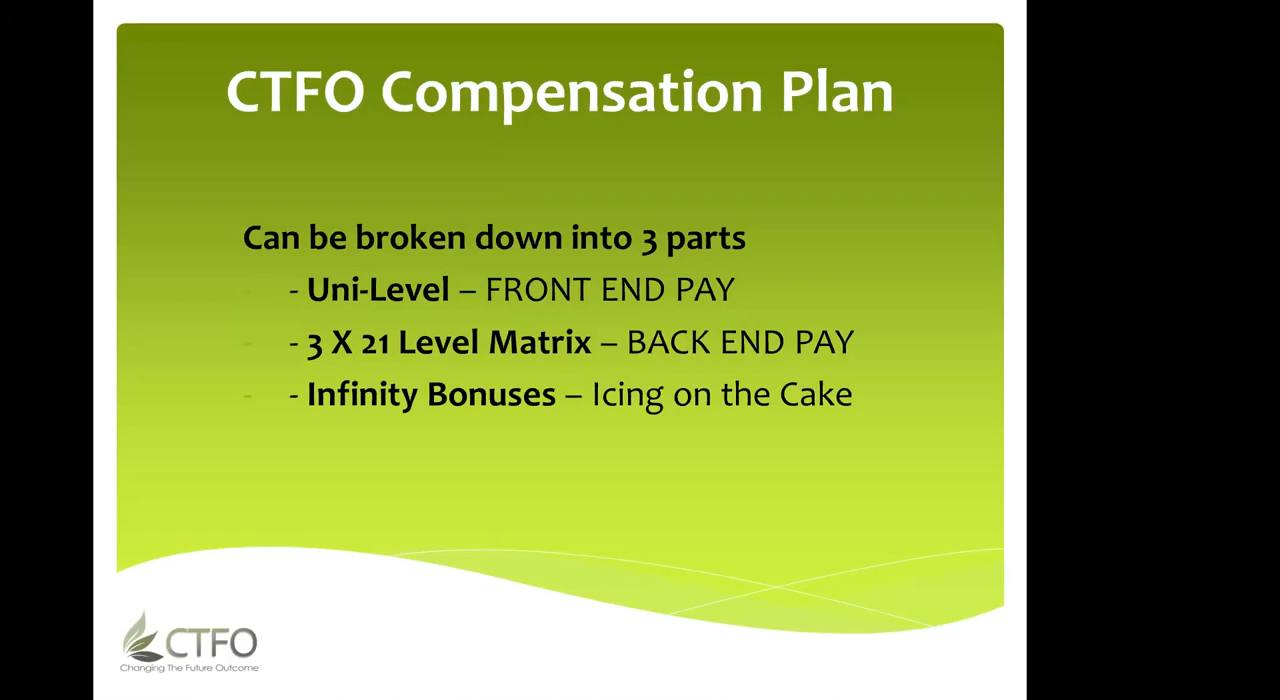 CTFO Compensation Plan
Can be broken down into 3 parts
- - Uni-Level – FRONT END PAY
- - 3 X 21 Level Matrix – BACK END PAY
- - Infinity Bonuses – Icing on the Cake
CTFO
Changing The Future Outcome